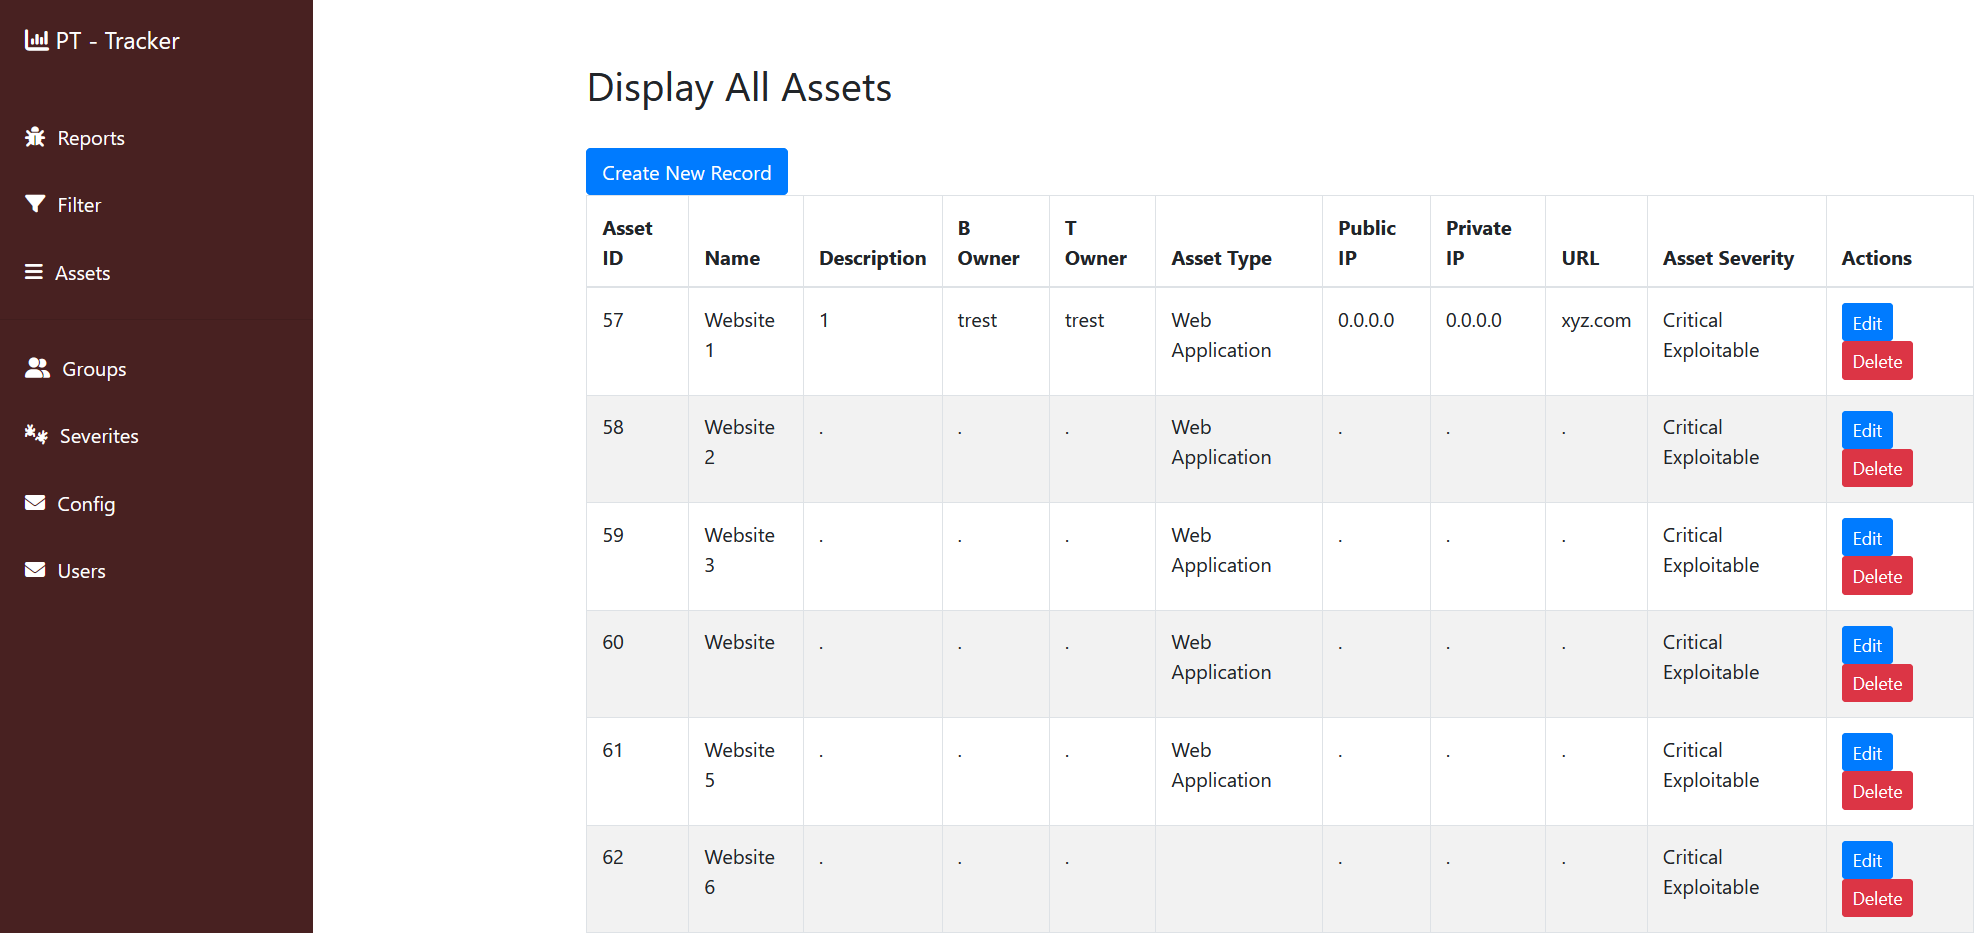 PT - Tracker
Reports
Filter
Assets
Groups
Severites
Config
Users
Display All Assets
Create New Record
Asset ID Name Description B Owner T Owner Asset Type Public IP Private IP URL Asset Severity Actions
57 Website 1 1 trest trest Web Application 0.0.0.0 0.0.0.0 xyz.com Critical Exploitable Edit Delete
58 Website 2 . . . Web Application . . . Critical Exploitable Edit Delete
59 Website 3 . . . Web Application . . . Critical Exploitable Edit Delete
60 Website . . . Web Application . . . Critical Exploitable Edit Delete
61 Website 5 . . . Web Application . . . Critical Exploitable Edit Delete
62 Website 6 . . . . . . Critical Exploitable Edit Delete